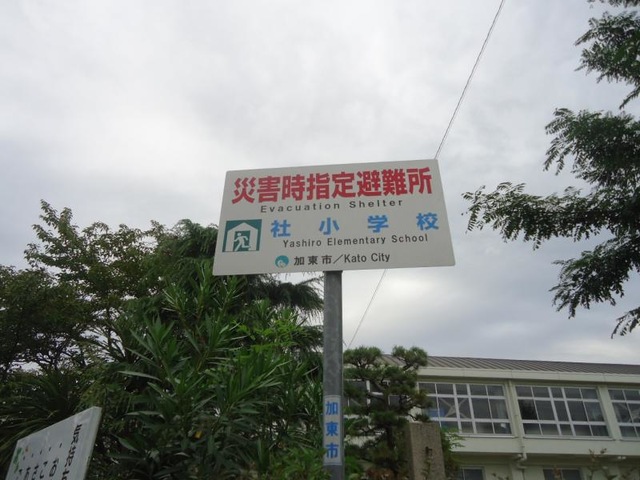 災害時指定避難所
Evacuation Shelter
社小学校
Yashiro Elementary School
加東市／Kato City
加東市